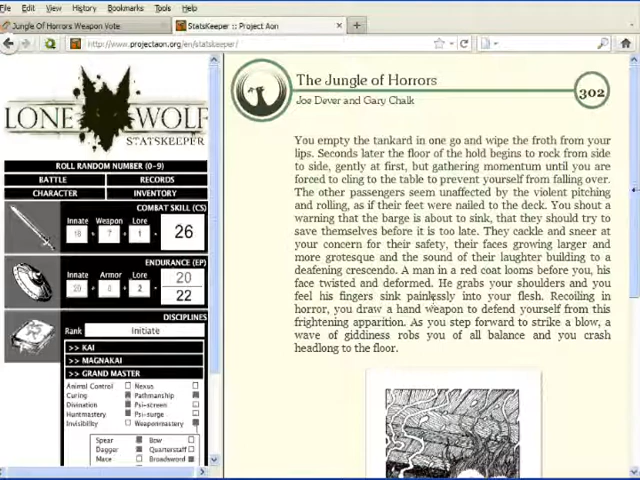 File Edit View History Bookmarks Tools Help
Jungle Of Horrors Weapon Vote
StatsKeeper :: Project Aon
http://www.projectaon.org/en/statskeeper/
LONE WOLF
STATSKEEPER
ROLL RANDOM NUMBER (0-9)
BATTLE RECORDS
CHARACTER INVENTORY
COMBAT SKILL (CS)
Innate Weapon Lore
18 + 7 + 1 26
ENDURANCE (EP)
Innate Armor Lore 20
20 0 2 22
DISCIPLINES
Rank Initiate
>> KAI
>> MAGNAKAI
>> GRAND MASTER
Animal Control Nexus
Curing Pathmanship
Divination Psi-screen
Huntmastery Psi-surge
Invisibility Weaponmastery
Spear Bow
Dagger Quarterstaff
Mace Broadsword
The Jungle of Horrors
Joe Dever and Gary Chalk
302
You empty the tankard in one go and wipe the froth from your
lips. Seconds later the floor of the hold begins to rock from side
to side, gently at first, but gathering momentum until you are
forced to cling to the table to prevent yourself from falling over.
The other passengers seem unaffected by the violent pitching
and rolling, as if their feet were nailed to the deck. You shout a
warning that the barge is about to sink, that they should try to
save themselves before it is too late. They cackle and sneer at
your concern for their safety, their faces growing larger and
more grotesque and the sound of their laughter building to a
deafening crescendo. A man in a red coat looms before you, his
face twisted and deformed. He grabs your shoulders and you
feel his fingers sink painlessly into your flesh. Recoiling in
horror, you draw a hand weapon to defend yourself from this
frightening apparition. As you step forward to strike a blow, a
wave of giddiness robs you of all balance and you crash
headlong to the floor.